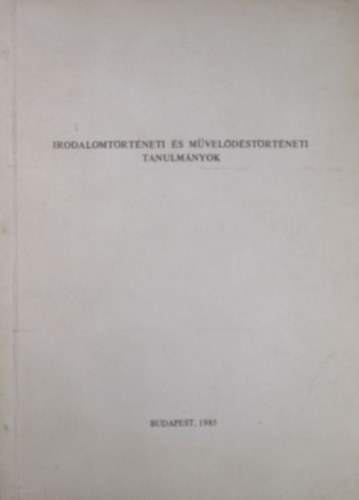 IRODALOMTÖRTÉNETI ÉS MŰVELŐDÉSTÖRTÉNETI
TANULMÁNYOK
BUDAPEST, 1985